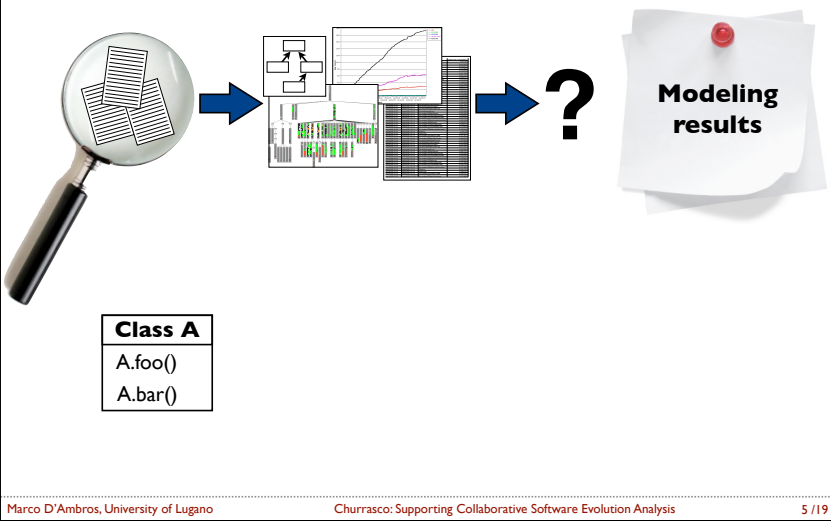 Modeling
results
?
Class A
A.foo()
A.bar()
Marco D'Ambros, University of Lugano
Churrasco: Supporting Collaborative Software Evolution Analysis
5 /19